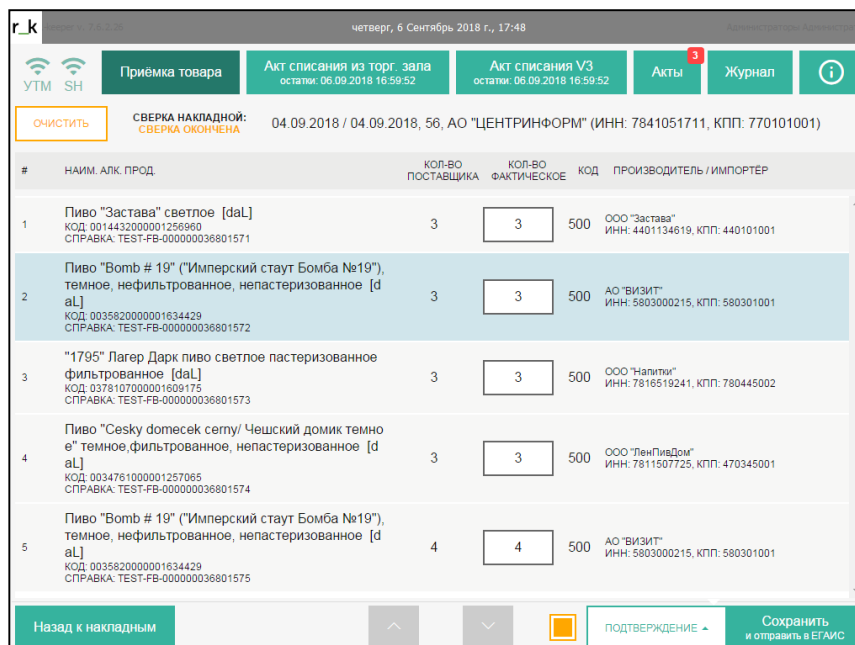 r_k
четверг, 6 Сентябрь 2018 г., 17:48
УТМ SH
Приёмка товара
Акт списания из торг. зала
остатки: 06.09.2018 16:59:52
Акт списания V3
остатки: 06.09.2018 16:59:52
Акты
3
Журнал
ОЧИСТИТЬ
СВЕРКА НАКЛАДНОЙ:
СВЕРКА ОКОНЧЕНА
04.09.2018 / 04.09.2018, 56, АО "ЦЕНТРИНФОРМ" (ИНН: 7841051711, КПП: 770101001)
# НАИМ. АЛК. ПРОД. КОЛ-ВО ПОСТАВЩИКА КОЛ-ВО ФАКТИЧЕСКОЕ КОД ПРОИЗВОДИТЕЛЬ / ИМПОРТЁР
1
Пиво "Застава" светлое [daL]
КОД: 0014432000001256960
СПРАВКА: TEST-FB-000000036801571
3 3 500
ООО "Застава"
ИНН: 4401134619, КПП: 440101001
2
Пиво "Bomb # 19" ("Имперский стаут Бомба №19"),
темное, нефильтрованное, непастеризованное [d
aL]
КОД: 0035820000001634429
СПРАВКА: TEST-FB-000000036801572
3 3 500
АО "ВИЗИТ"
ИНН: 5803000215, КПП: 580301001
3
"1795" Лагер Дарк пиво светлое пастеризованное
фильтрованное [daL]
КОД: 0378107000001609175
СПРАВКА: TEST-FB-000000036801573
3 3 500
ООО "Напитки"
ИНН: 7816519241, КПП: 780445002
4
Пиво "Cesky domecek cerny/ Чешский домик темно
е" темное,фильтрованное, непастеризованное [d
aL]
КОД: 0034761000001257065
СПРАВКА: TEST-FB-000000036801574
3 3 500
ООО "ЛенПивДом"
ИНН: 7811507725, КПП: 470345001
5
Пиво "Bomb # 19" ("Имперский стаут Бомба №19"),
темное, нефильтрованное, непастеризованное [d
aL]
КОД: 0035820000001634429
СПРАВКА: TEST-FB-000000036801575
4 4 500
АО "ВИЗИТ"
ИНН: 5803000215, КПП: 580301001
Назад к накладным
ПОДТВЕРЖДЕНИЕ
Сохранить
и отправить в ЕГАИС